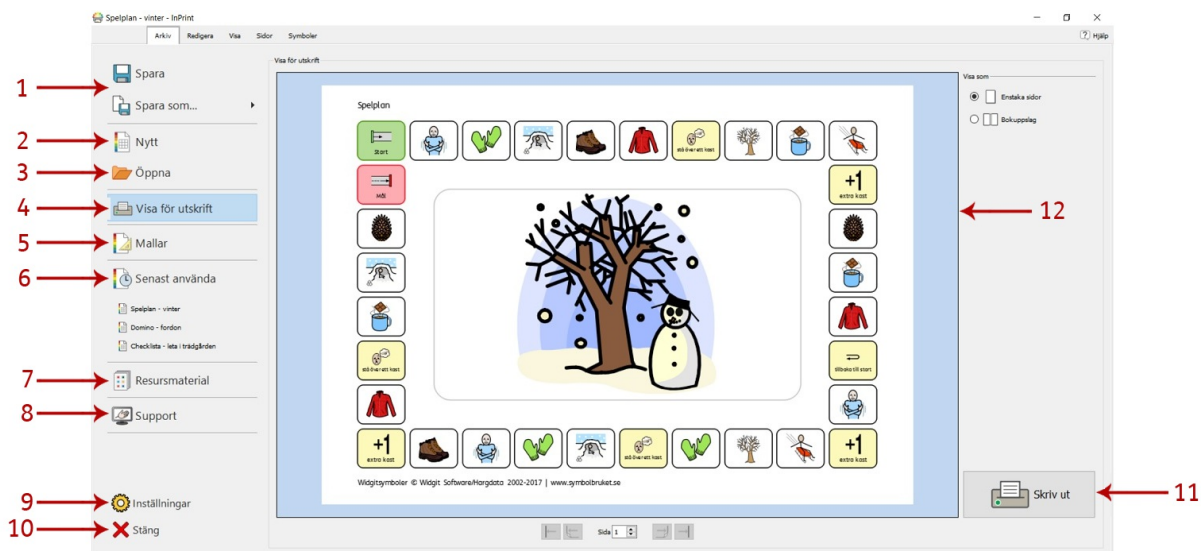 Spelplan - vinter - InPrint
Arkiv Redigera Visa Sidor Symboler
Hjälp
1
Spara
Spara som...
2
Nytt
3
Öppna
4
Visa för utskrift
5
Mallar
6
Senast använda
Spelplan - vinter
Domino - fordon
Checklista - leta i trädgården
7
Resursmaterial
8
Support
9
Inställningar
10
Stäng
Visa för utskrift
Spelplan
Start
stå över ett kast
Mål
+1
extra kast
stå över ett kast
tillbaka till start
+1
extra kast
stå över ett kast
+1
extra kast
Widgitsymboler © Widgit Software/Hargdata 2002-2017 | www.symbolbruket.se
Sida 1
Visa som
Enstaka sidor
Bokuppslag
12
Skriv ut
11